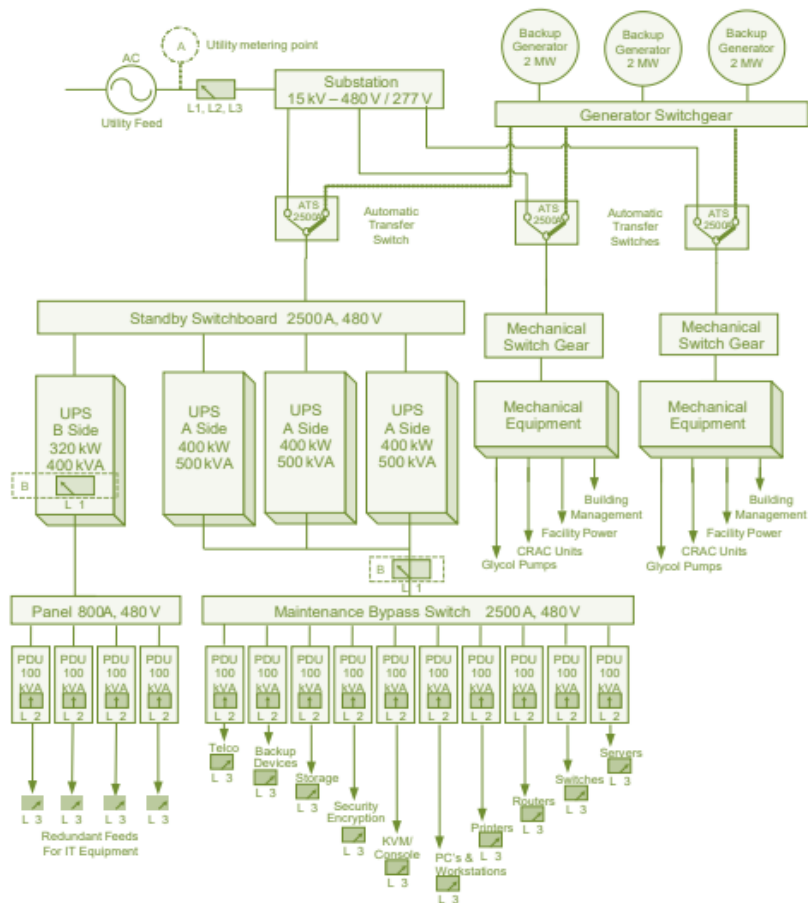 A
Utility metering point
AC
Utility Feed
L1, L2, L3
Substation
15 kV – 480 V / 277 V
Backup
Generator
2 MW
Backup
Generator
2 MW
Backup
Generator
2 MW
Generator Switchgear
ATS
2500A
Automatic
Transfer
Switch
ATS
2500A
Automatic
Transfer
Switches
ATS
2500A
Standby Switchboard 2500 A, 480 V
Mechanical
Switch Gear
Mechanical
Switch Gear
UPS
B Side
320 kW
400 kVA
B
L 1
UPS
A Side
400 kW
500 kVA
UPS
A Side
400 kW
500 kVA
UPS
A Side
400 kW
500 kVA
Mechanical
Equipment
Mechanical
Equipment
Building
Management
Facility Power
CRAC Units
Glycol Pumps
Building
Management
Facility Power
CRAC Units
Glycol Pumps
B
L 1
Panel 800A, 480 V
Maintenance Bypass Switch 2500 A, 480 V
PDU
100
kVA
L 2
PDU
100
kVA
L 2
PDU
100
kVA
L 2
PDU
100
kVA
L 2
PDU
100
kVA
L 2
PDU
100
kVA
L 2
PDU
100
kVA
L 2
PDU
100
kVA
L 2
PDU
100
kVA
L 2
PDU
100
kVA
L 2
PDU
100
kVA
L 2
PDU
100
kVA
L 2
PDU
100
kVA
L 2
PDU
100
kVA
L 2
L 3
L 3
L 3
L 3
Redundant Feeds
For IT Equipment
Telco
L 3
Backup
Devices
L 3
Storage
L 3
Security
Encryption
L 3
KVM/
Console
L 3
PC's &
Workstations
L 3
Printers
L 3
Routers
L 3
Switches
L 3
Servers
L 3